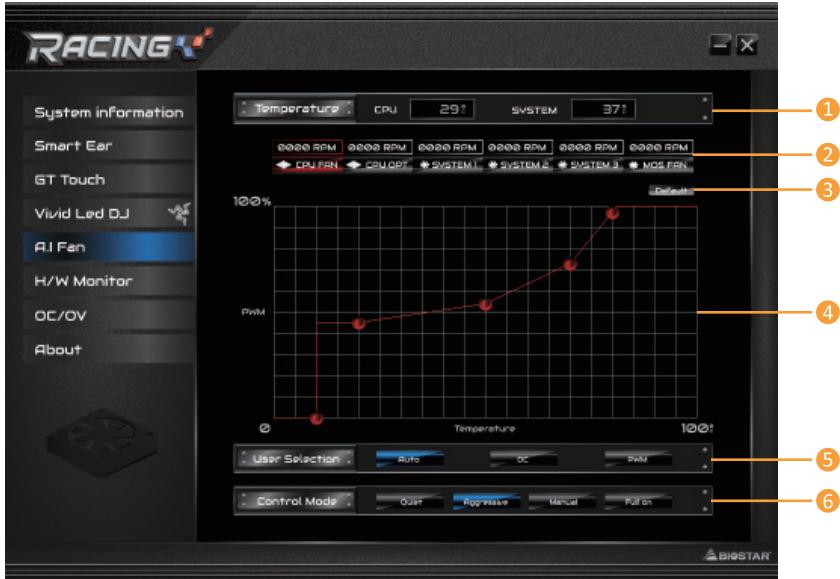 RACING
System information
Smart Ear
GT Touch
Vivid Led DJ
A.I Fan
H/W Monitor
OC/OV
About
Temperature CPU 29 SYSTEM 37
1
0000 RPM 0000 RPM 0000 RPM 0000 RPM 0000 RPM 0000 RPM
2
CPU FAN CPU OPT SYSTEM 1 SYSTEM 2 SYSTEM 3 MOS FAN
Default
3
100%
PWM
4
0 Temperature 100
User Selection Auto DC PWM
5
Control Mode Quiet Aggressive Manual Full on
6
BIOSTAR